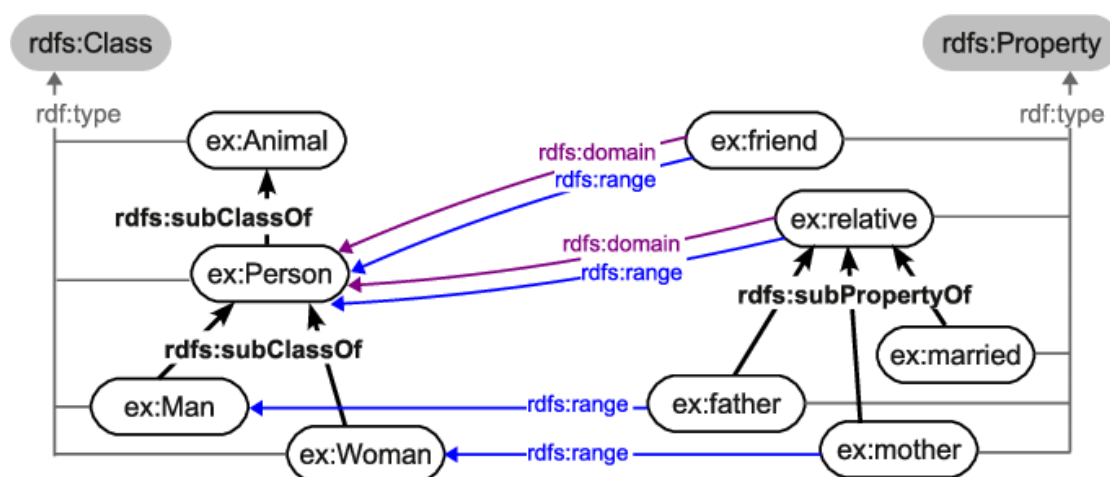 rdfs:Class
rdfs:Property
rdf:type
rdf:type
ex:Animal
ex:friend
rdfs:domain
rdfs:range
rdfs:subClassOf
ex:relative
rdfs:domain
rdfs:range
ex:Person
rdfs:subPropertyOf
rdfs:subClassOf
ex:married
ex:Man
rdfs:range
ex:father
ex:Woman
rdfs:range
ex:mother